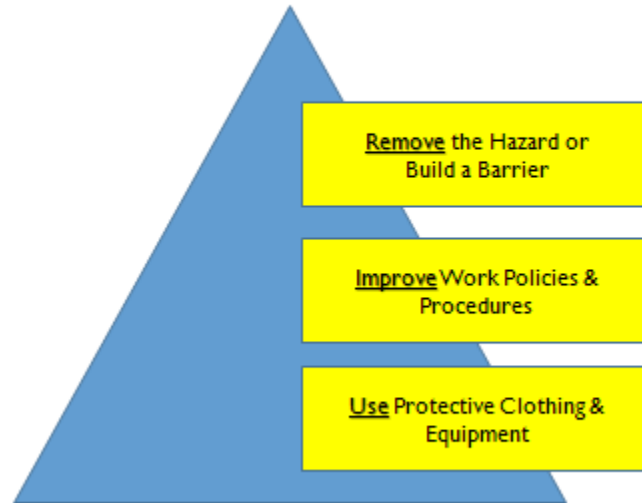 Remove the Hazard or
Build a Barrier
Improve Work Policies &
Procedures
Use Protective Clothing &
Equipment